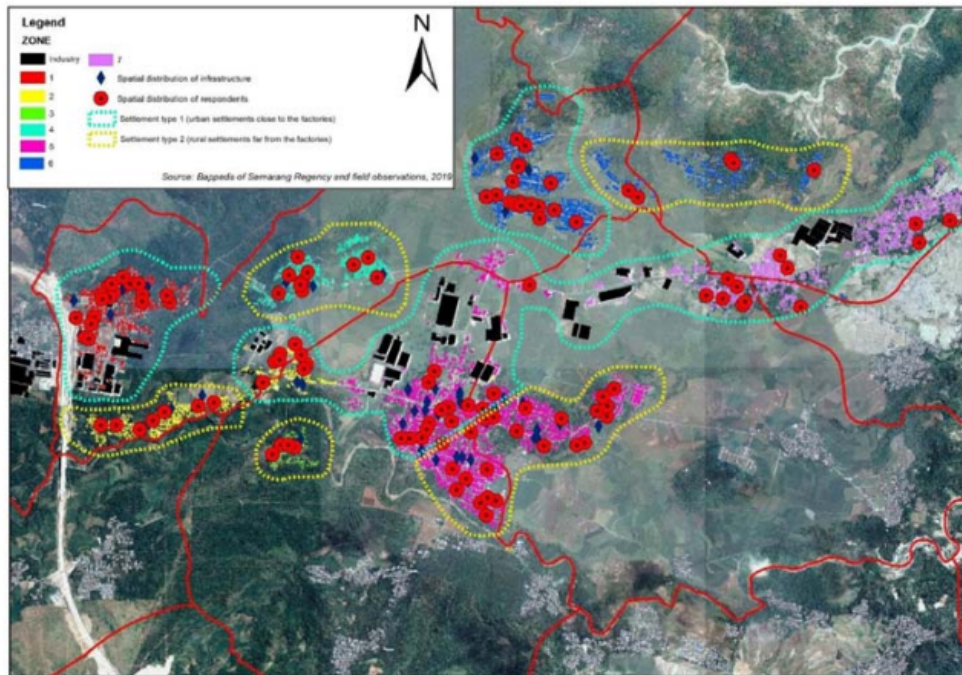 Legend
N
ZONE
Industry
7
1
Spatial distribution of infrastructure
2
Spatial distribution of respondents
3
4
Settlement type 1 (urban settlements close to the factories)
5
Settlement type 2 (rural settlements far from the factories)
6
Source: Bappeda of Semarang Regency and field observations, 2019